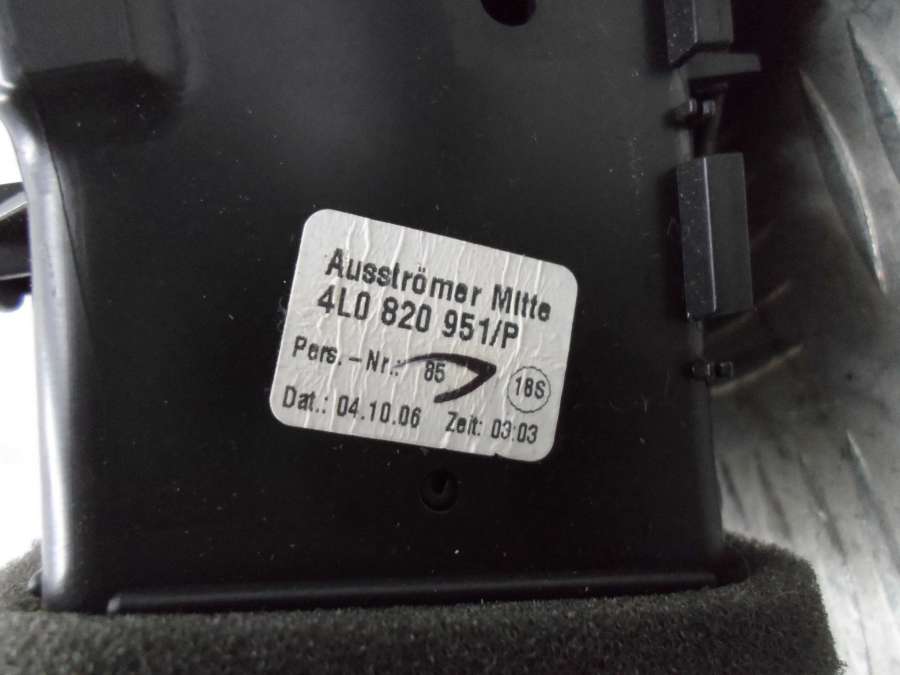 Ausströmer Mitte
4L0 820 951/P
Pers.-Nr.: 85
18S
Dat.: 04.10.06 Zeit: 03:03